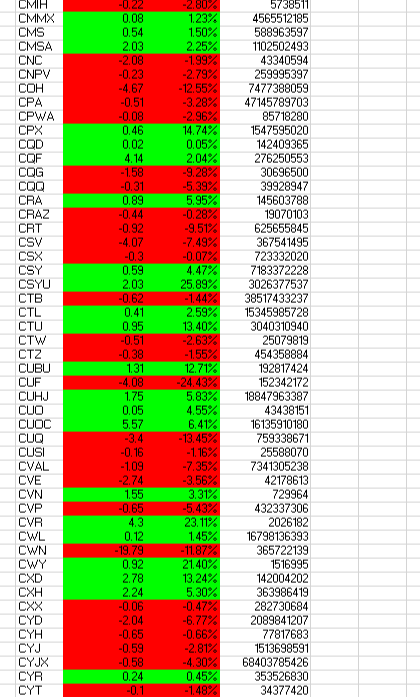 CMIH -0.22 -2.80% 5738511
CMMX 0.08 1.23% 4565512185
CMS 0.54 1.50% 588963597
CMSA 2.03 2.25% 1102502493
CNC -2.08 -1.99% 43340594
CNPV -0.23 -2.79% 259995397
COH -4.67 -12.55% 7477388059
CPA -0.51 -3.28% 47145789703
CPWA -0.08 -2.96% 85718280
CPX 0.46 14.74% 1547595020
CQD 0.02 0.05% 142409365
CQF 4.14 2.04% 276250553
CQG -1.58 -9.28% 30696500
CQQ -0.31 -5.39% 39928947
CRA 0.89 5.95% 145603788
CRAZ -0.44 -0.28% 19070103
CRT -0.92 -9.51% 625655845
CSV -4.07 -7.49% 367541495
CSX -0.3 -0.07% 723332020
CSY 0.59 4.47% 7183372228
CSYU 2.03 25.89% 3026377537
CTB -0.62 -1.44% 38517433237
CTL 0.41 2.59% 15345985728
CTU 0.95 13.40% 3040310940
CTW -0.51 -2.63% 25079819
CTZ -0.38 -1.55% 454358884
CUBU 1.31 12.71% 192817424
CUF -4.08 -24.43% 152342172
CUHJ 1.75 5.83% 18847963387
CUO 0.05 4.55% 43438151
CUOC 5.57 6.41% 16135910180
CUQ -3.4 -13.45% 759338671
CUSI -0.16 -1.16% 25588070
CVAL -1.09 -7.35% 7341305238
CVE -2.74 -3.56% 42178613
CVN 1.55 3.31% 729964
CVP -0.65 -5.43% 432337306
CVR 4.3 23.11% 2026182
CWL 0.12 1.45% 16798136393
CWN -19.79 -11.87% 365722139
CWY 0.92 21.40% 1516995
CXD 2.78 13.24% 142004202
CXH 2.24 5.30% 363986419
CXX -0.06 -0.47% 282730684
CYD -2.04 -6.77% 2089841207
CYH -0.65 -0.66% 77817683
CYJ -0.59 -2.81% 1513698591
CYJX -0.58 -4.30% 68403785426
CYR 0.24 0.45% 353526830
CYT -0.1 -1.48% 34377420